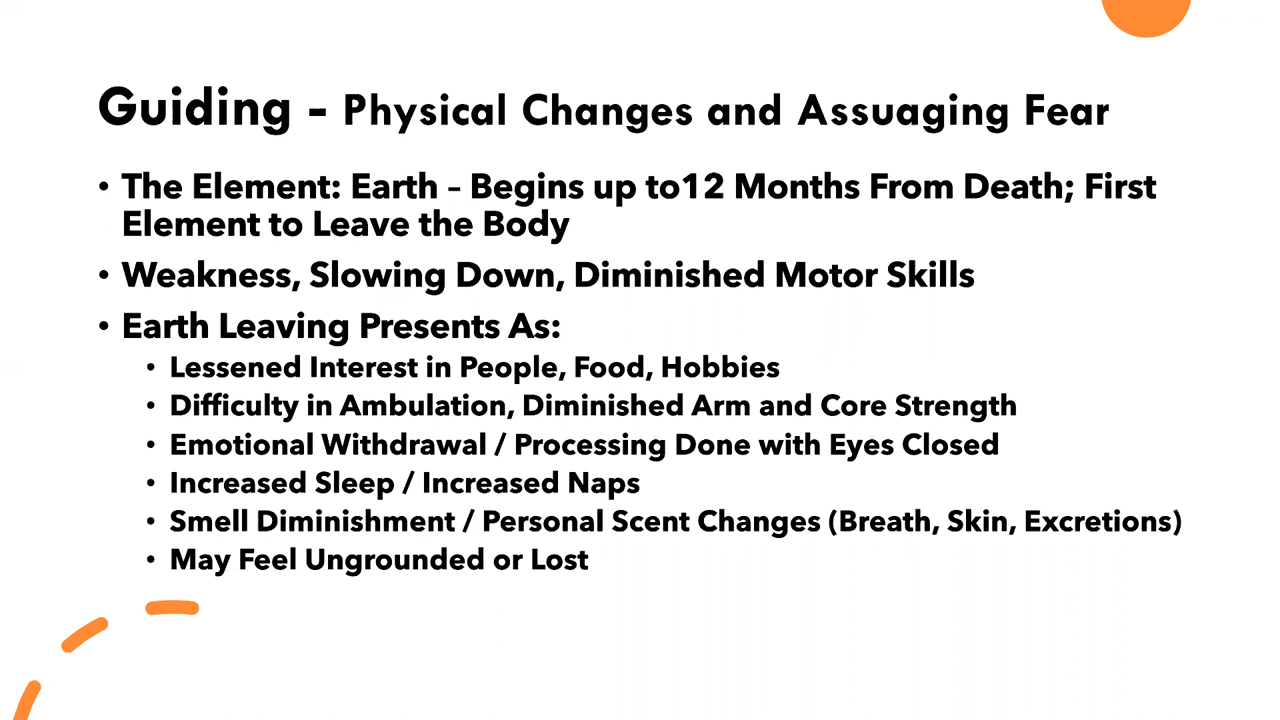 Guiding - Physical Changes and Assuaging Fear
• The Element: Earth – Begins up to12 Months From Death; First
Element to Leave the Body
• Weakness, Slowing Down, Diminished Motor Skills
• Earth Leaving Presents As:
• Lessened Interest in People, Food, Hobbies
• Difficulty in Ambulation, Diminished Arm and Core Strength
• Emotional Withdrawal / Processing Done with Eyes Closed
• Increased Sleep / Increased Naps
• Smell Diminishment / Personal Scent Changes (Breath, Skin, Excretions)
• May Feel Ungrounded or Lost